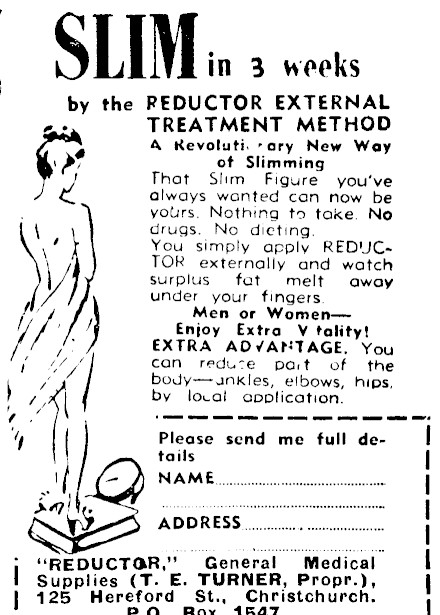 SLIM in 3 weeks
by the REDUCTOR EXTERNAL
TREATMENT METHOD
A Revolutionary New Way
of Slimming
That Slim Figure you've
always wanted can now be
yours. Nothing to take. No
drugs. No dieting.
You simply apply REDUC-
TOR externally and watch
surplus fat melt away
under your fingers.
Men or Women—
Enjoy Extra Vitality!
EXTRA ADVANTAGE. You
can reduce part of the
body—ankles, elbows, hips,
by local application.
Please send me full de-
tails
NAME
ADDRESS
"REDUCTOR," General Medical
Supplies (T. E. TURNER, Propr.),
125 Hereford St., Christchurch.
P.O. Box 1547